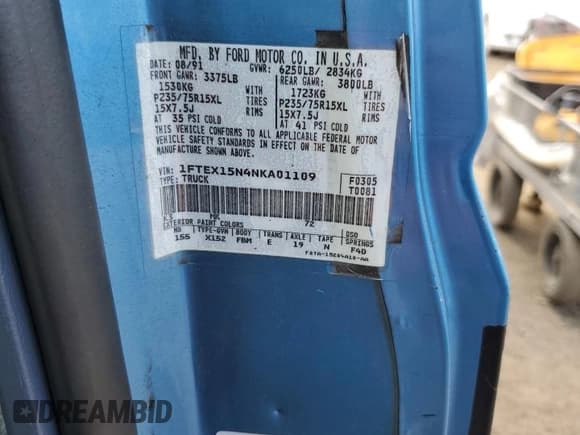 MFD. BY FORD MOTOR CO. IN U.S.A.
DATE: 08/91 GVWR: 6250LB/ 2834KG
FRONT GAWR: 3375LB REAR GAWR: 3800LB
1530KG WITH 1723KG WITH
P235/75R15XL TIRES P235/75R15XL TIRES
15X7.5J RIMS 15X7.5J RIMS
AT 35 PSI COLD AT 41 PSI COLD
THIS VEHICLE CONFORMS TO ALL APPLICABLE FEDERAL MOTOR
VEHICLE SAFETY STANDARDS IN EFFECT ON THE DATE OF
MANUFACTURE SHOWN ABOVE.
VIN: 1FTEX15N4NKA01109 F0305
TYPE: TRUCK T0081
72
EXTERIOR PAINT COLORS DSO
WB TYPE-GVW BODY TRANS AXLE TAPE SPRINGS
155 X152 FBM E 19 N F4D
DREAMBID